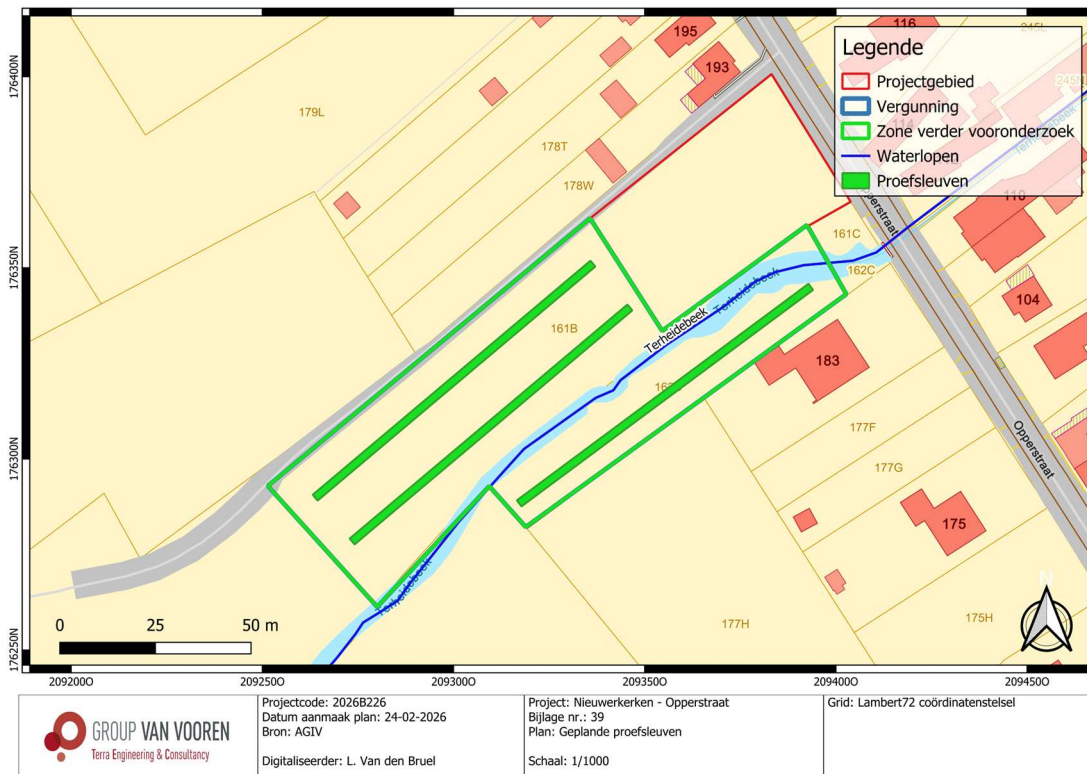 Legende
Projectgebied
Vergunning
Zone verder vooronderzoek
Waterlopen
Proefsleuven
176400N
176350N
176300N
176250N
195
193
116
245L
179L
178T
178W
114
Terheidebeek
110
Opperstraat
161C
162C
104
161B
Terheidebeek
Terheidebeek
183
177F
177G
Opperstraat
175
Terheidebeek
177H
175H
N
0 25 50 m
209200O 209250O 209300O 209350O 209400O 209450O
GROUP VAN VOOREN
Terra Engineering & Consultancy
Projectcode: 2026B226
Datum aanmaak plan: 24-02-2026
Bron: AGIV
Digitaliseerder: L. Van den Bruel
Project: Nieuwerkerken - Opperstraat
Bijlage nr.: 39
Plan: Geplande proefsleuven
Schaal: 1/1000
Grid: Lambert72 coördinatenstelsel